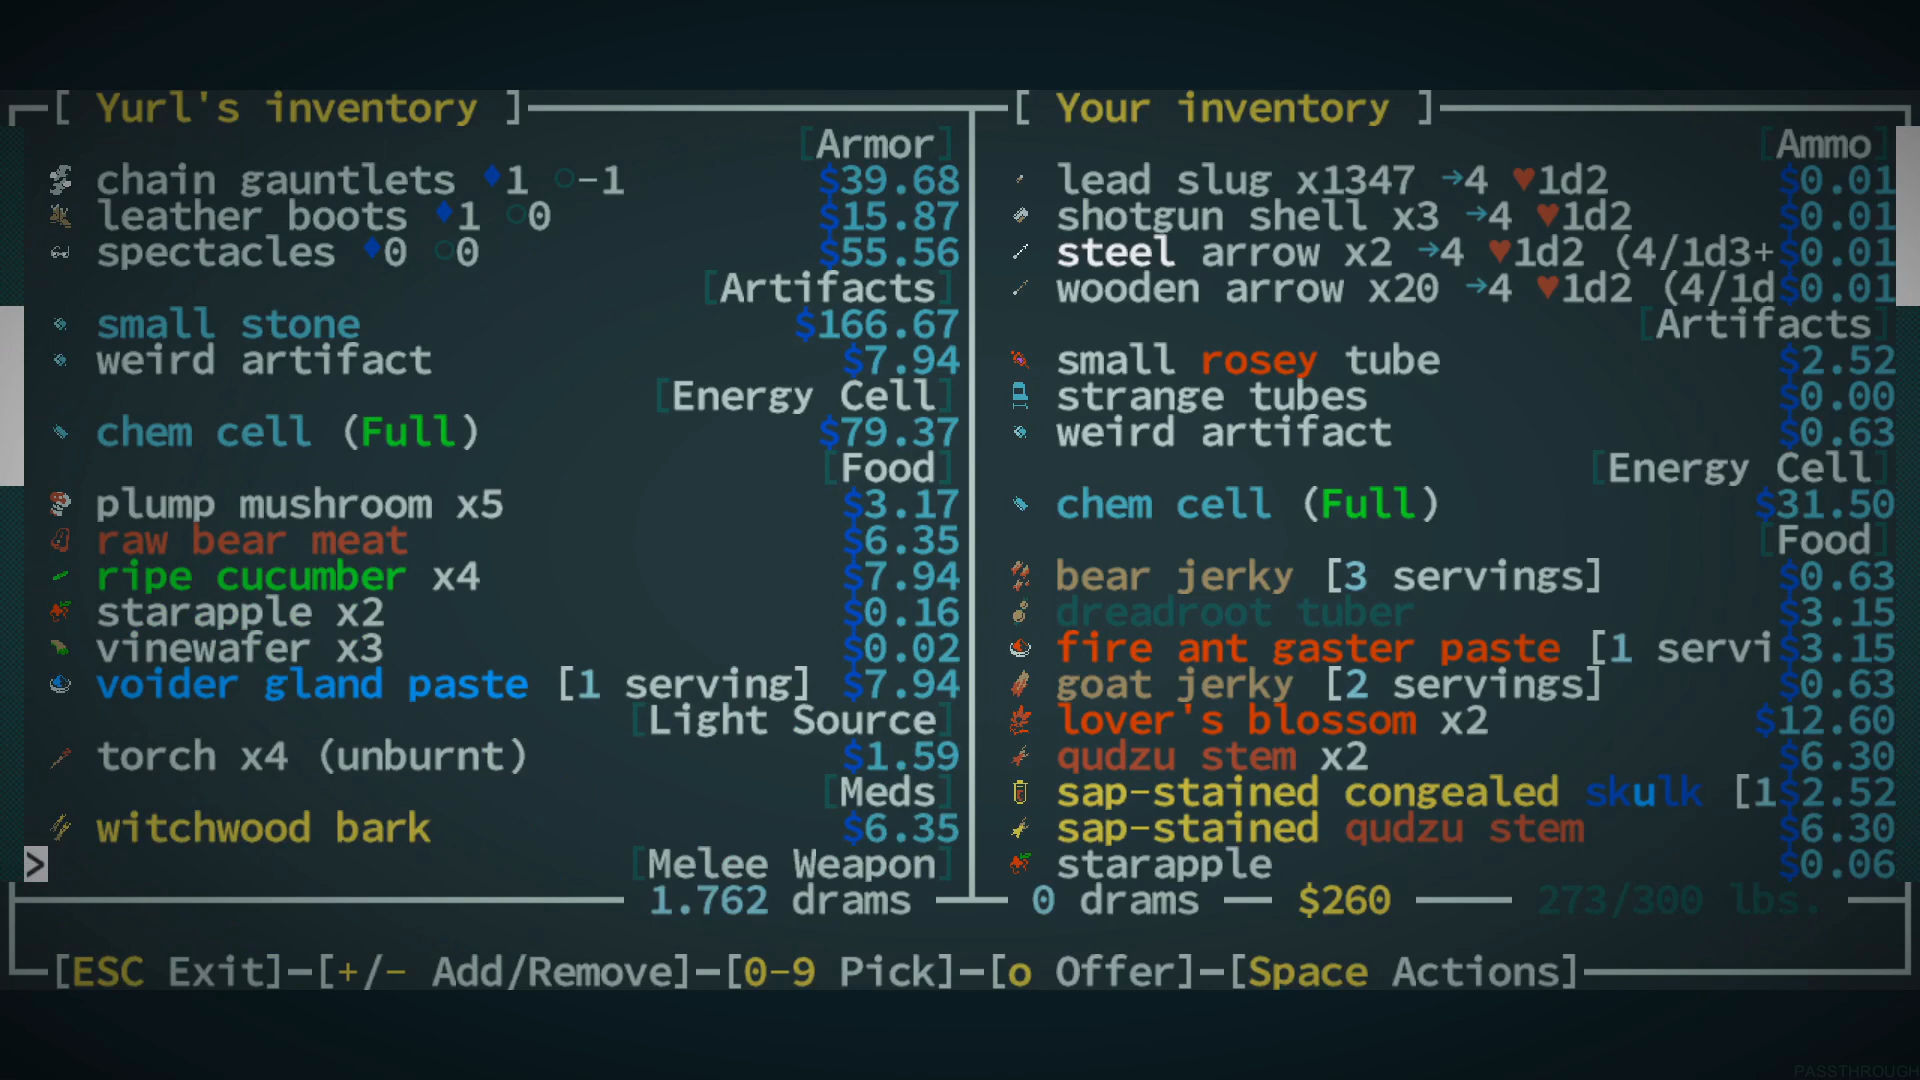 [ Yurl's inventory ]
[Armor]
chain gauntlets ♦1 ○-1 $39.68
leather boots ♦1 ○0 $15.87
spectacles ♦0 ○0 $55.56
[Artifacts]
small stone $166.67
weird artifact $7.94
[Energy Cell]
chem cell (Full) $79.37
[Food]
plump mushroom x5 $3.17
raw bear meat $6.35
ripe cucumber x4 $7.94
starapple x2 $0.16
vinewafer x3 $0.02
voider gland paste [1 serving] $7.94
[Light Source]
torch x4 (unburnt) $1.59
[Meds]
witchwood bark $6.35
> [Melee Weapon]
1.762 drams
[ Your inventory ]
[Ammo]
lead slug x1347 →4 ♥1d2 $0.01
shotgun shell x3 →4 ♥1d2 $0.01
steel arrow x2 →4 ♥1d2 (4/1d3+ $0.01
wooden arrow x20 →4 ♥1d2 (4/1d $0.01
[Artifacts]
small rosey tube $2.52
strange tubes $0.00
weird artifact $0.63
[Energy Cell]
chem cell (Full) $31.50
[Food]
bear jerky [3 servings] $0.63
dreadroot tuber $3.15
fire ant gaster paste [1 servi $3.15
goat jerky [2 servings] $0.63
lover's blossom x2 $12.60
qudzu stem x2 $6.30
sap-stained congealed skulk [1 $2.52
sap-stained qudzu stem $6.30
starapple $0.06
0 drams $260 273/300 lbs.
[ESC Exit]-[+/- Add/Remove]-[0-9 Pick]-[o Offer]-[Space Actions]
PASSTHROUGH